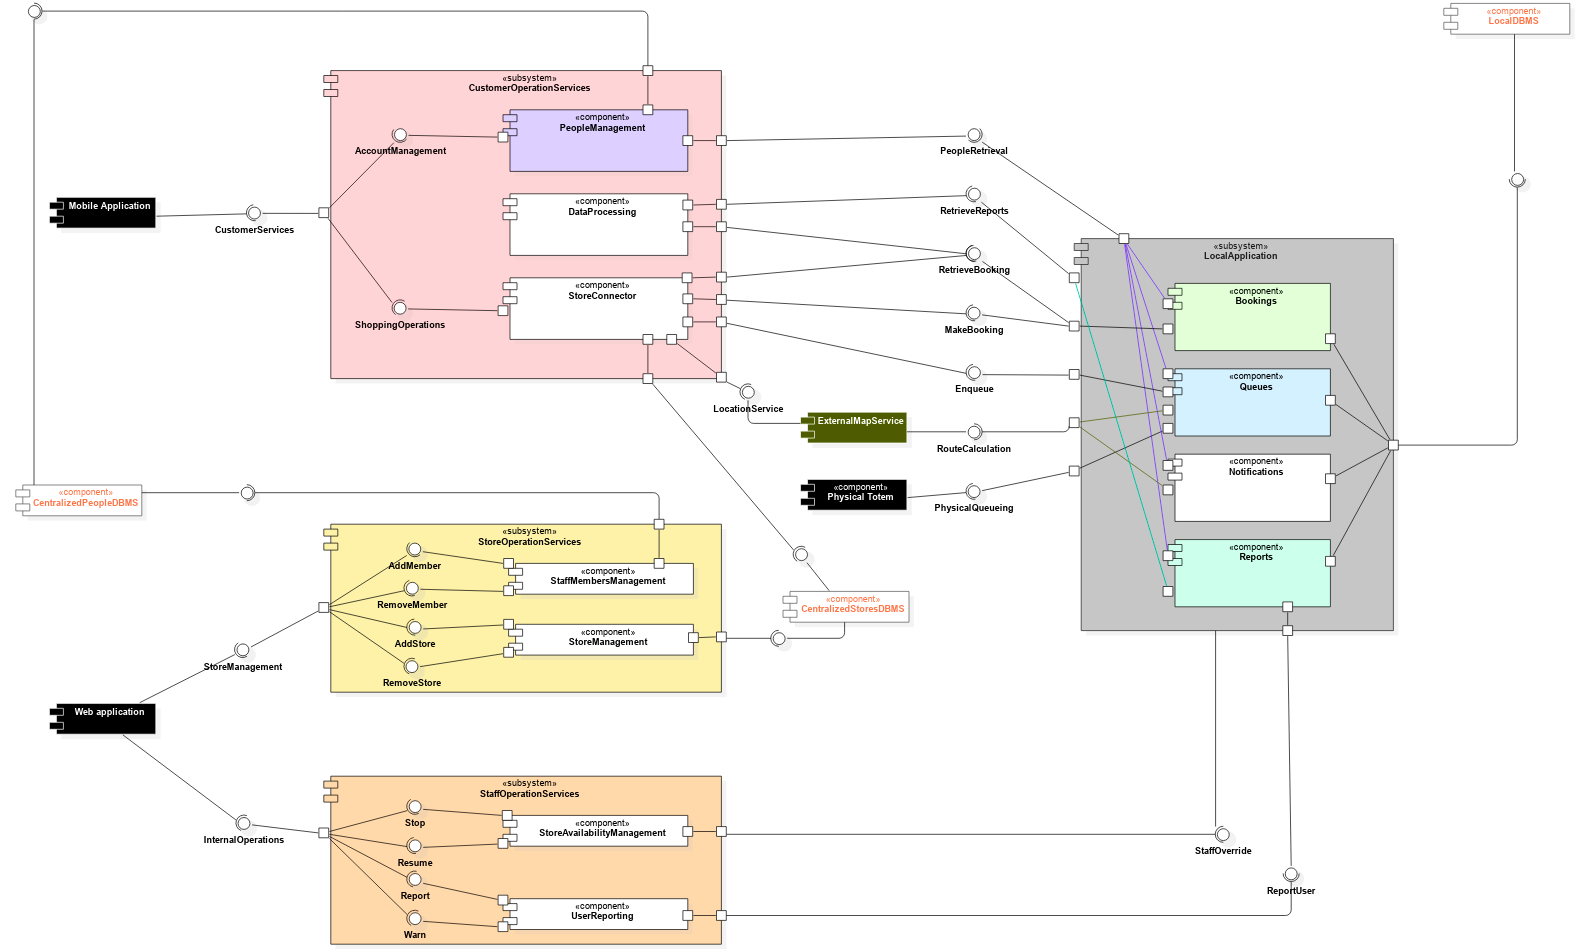 «component»
LocalDBMS
«subsystem»
CustomerOperationServices
«component»
PeopleManagement
AccountManagement
«component»
DataProcessing
«component»
StoreConnector
ShoppingOperations
Mobile Application
CustomerServices
PeopleRetrieval
RetrieveReports
RetrieveBooking
MakeBooking
Enqueue
LocationService
ExternalMapService
RouteCalculation
«component»
Physical Totem
PhysicalQueueing
«subsystem»
LocalApplication
«component»
Bookings
«component»
Queues
«component»
Notifications
«component»
Reports
«component»
CentralizedPeopleDBMS
«subsystem»
StoreOperationServices
AddMember
«component»
StaffMembersManagement
RemoveMember
AddStore
«component»
StoreManagement
RemoveStore
«component»
CentralizedStoresDBMS
StoreManagement
Web application
InternalOperations
«subsystem»
StaffOperationServices
Stop
«component»
StoreAvailabilityManagement
Resume
Report
«component»
UserReporting
Warn
StaffOverride
ReportUser